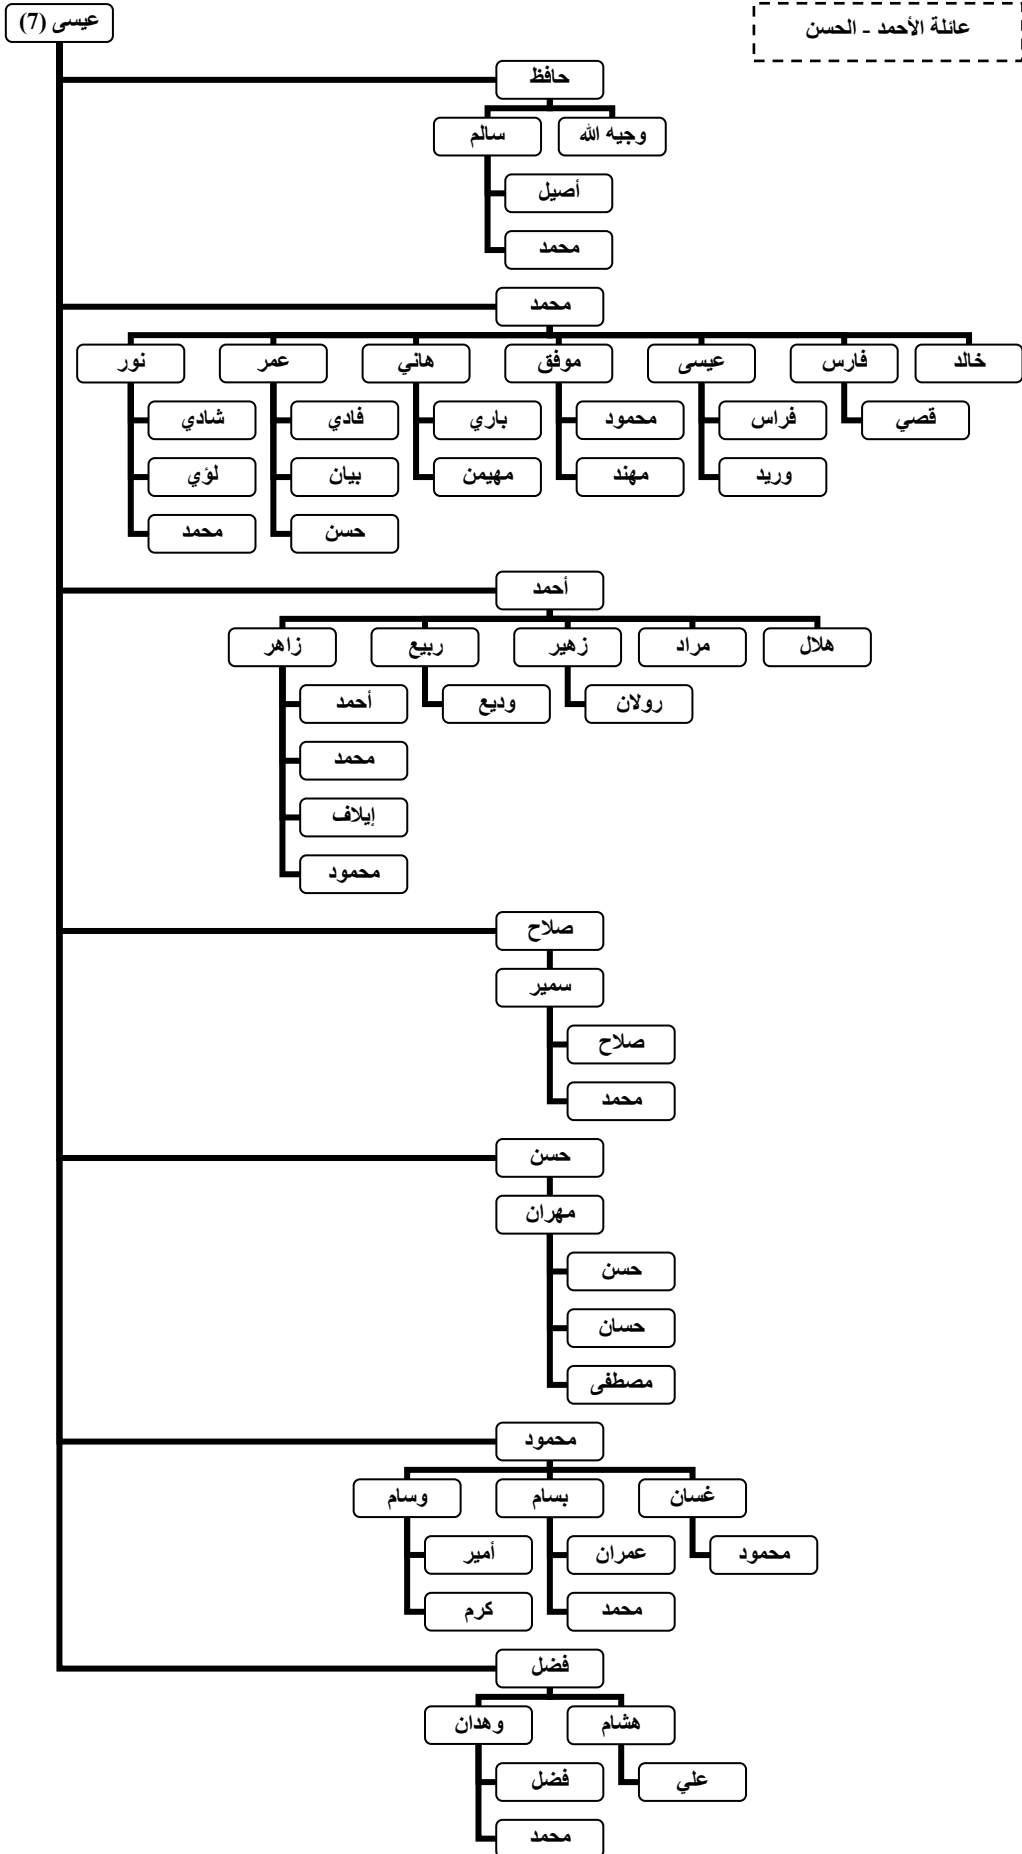 عائلة الأحمد - الحسن
عيسى (7)
حافظ
وجيه الله
سالم
أصيل
محمد
محمد
خالد
فارس
عيسى
موفق
هاني
عمر
نور
قصي
فراس
محمود
باري
فادي
شادي
وريد
مهند
مهيمن
بيان
لؤي
حسن
محمد
أحمد
هلال
مراد
زهير
ربيع
زاهر
رولان
وديع
أحمد
محمد
إيلاف
محمود
صلاح
سمير
صلاح
محمد
حسن
مهران
حسن
حسان
مصطفى
محمود
غسان
بسام
وسام
محمود
عمران
أمير
محمد
كرم
فضل
هشام
وهدان
علي
فضل
محمد